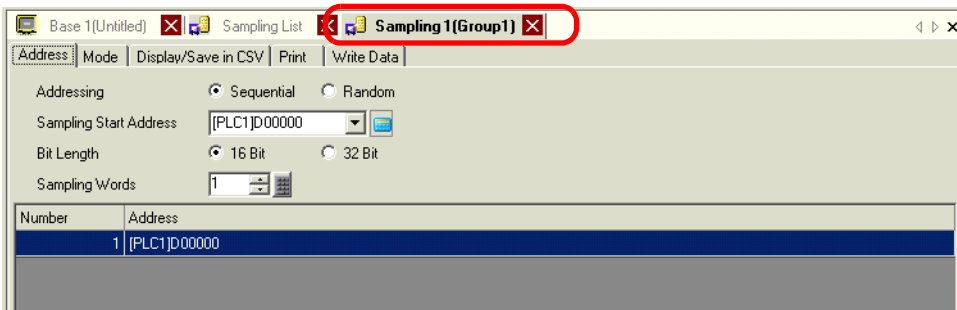 Base 1(Untitled) Sampling List Sampling 1(Group1)
Address Mode Display/Save in CSV Print Write Data
Addressing Sequential Random
Sampling Start Address [PLC1]D00000
Bit Length 16 Bit 32 Bit
Sampling Words 1
Number Address
1 [PLC1]D00000